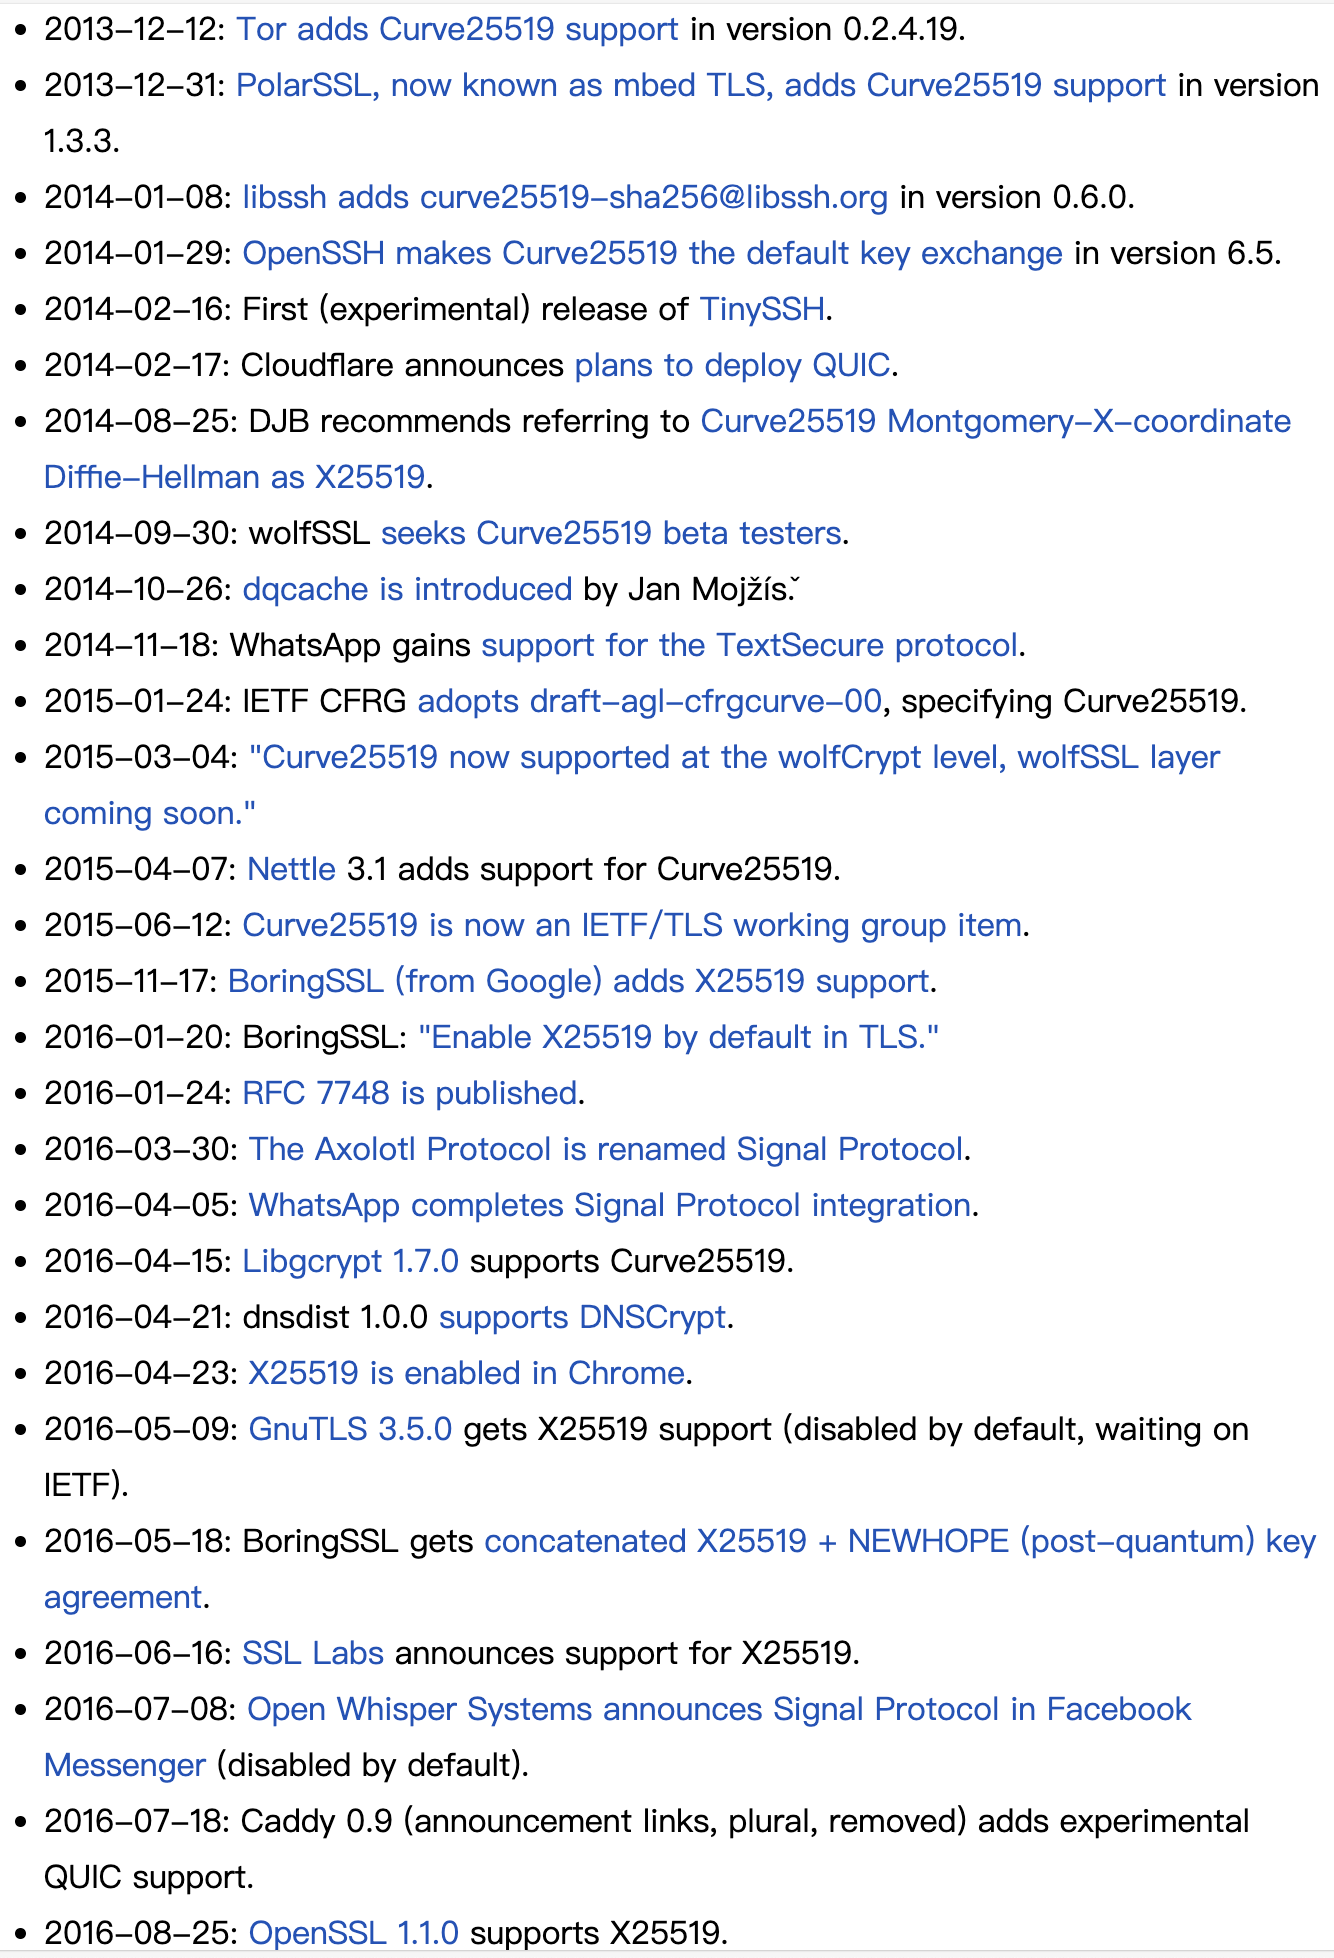 • 2013-12-12: Tor adds Curve25519 support in version 0.2.4.19.
• 2013-12-31: PolarSSL, now known as mbed TLS, adds Curve25519 support in version
1.3.3.
• 2014-01-08: libssh adds curve25519-sha256@libssh.org in version 0.6.0.
• 2014-01-29: OpenSSH makes Curve25519 the default key exchange in version 6.5.
• 2014-02-16: First (experimental) release of TinySSH.
• 2014-02-17: Cloudflare announces plans to deploy QUIC.
• 2014-08-25: DJB recommends referring to Curve25519 Montgomery-X-coordinate
Diffie-Hellman as X25519.
• 2014-09-30: wolfSSL seeks Curve25519 beta testers.
• 2014-10-26: dqcache is introduced by Jan Mojžís.ˇ
• 2014-11-18: WhatsApp gains support for the TextSecure protocol.
• 2015-01-24: IETF CFRG adopts draft-agl-cfrgcurve-00, specifying Curve25519.
• 2015-03-04: "Curve25519 now supported at the wolfCrypt level, wolfSSL layer
coming soon."
• 2015-04-07: Nettle 3.1 adds support for Curve25519.
• 2015-06-12: Curve25519 is now an IETF/TLS working group item.
• 2015-11-17: BoringSSL (from Google) adds X25519 support.
• 2016-01-20: BoringSSL: "Enable X25519 by default in TLS."
• 2016-01-24: RFC 7748 is published.
• 2016-03-30: The Axolotl Protocol is renamed Signal Protocol.
• 2016-04-05: WhatsApp completes Signal Protocol integration.
• 2016-04-15: Libgcrypt 1.7.0 supports Curve25519.
• 2016-04-21: dnsdist 1.0.0 supports DNSCrypt.
• 2016-04-23: X25519 is enabled in Chrome.
• 2016-05-09: GnuTLS 3.5.0 gets X25519 support (disabled by default, waiting on
IETF).
• 2016-05-18: BoringSSL gets concatenated X25519 + NEWHOPE (post-quantum) key
agreement.
• 2016-06-16: SSL Labs announces support for X25519.
• 2016-07-08: Open Whisper Systems announces Signal Protocol in Facebook
Messenger (disabled by default).
• 2016-07-18: Caddy 0.9 (announcement links, plural, removed) adds experimental
QUIC support.
• 2016-08-25: OpenSSL 1.1.0 supports X25519.